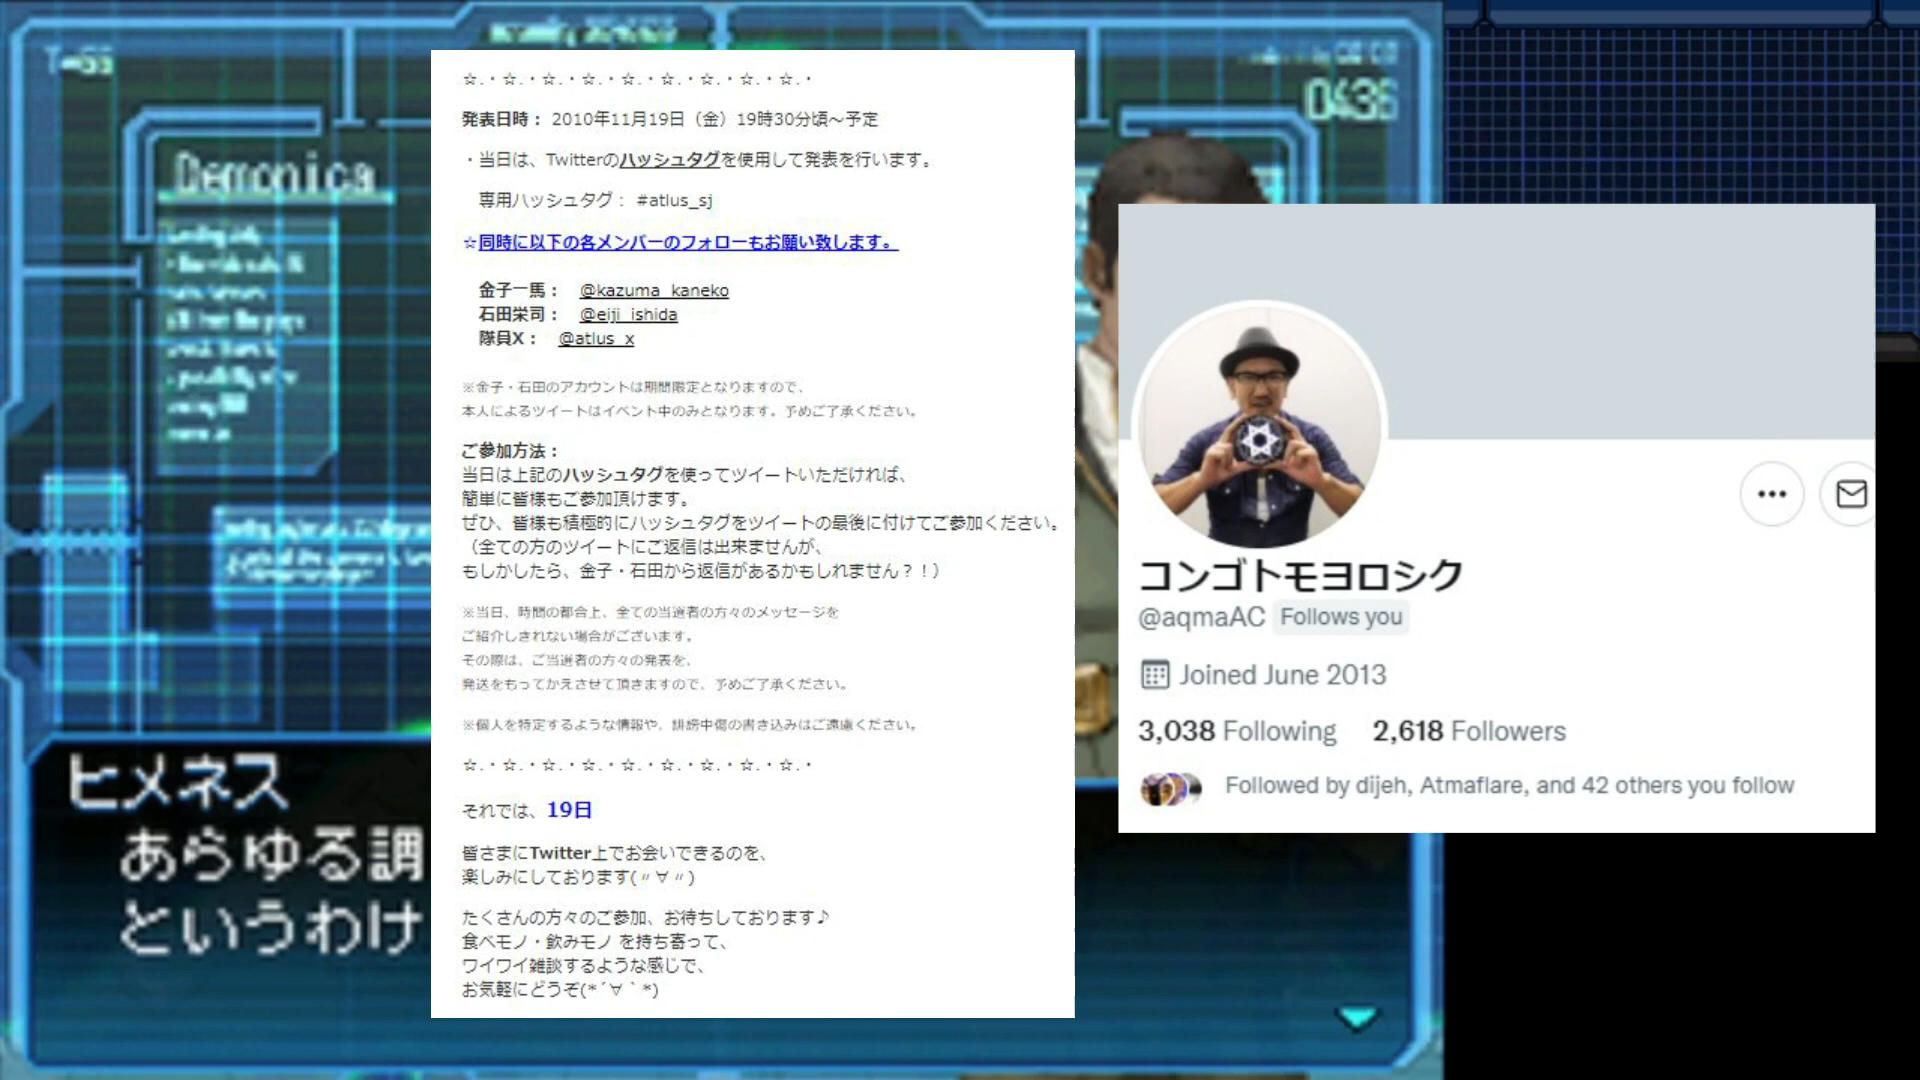 Demonica
0436
ヒメネス
あらゆる調
というわけ
☆.・☆.・☆.・☆.・☆.・☆.・☆.・☆.・☆.・
発表日時： 2010年11月19日（金）19時30分頃～予定
・当日は、Twitterのハッシュタグを使用して発表を行います。
専用ハッシュタグ： #atlus_sj
☆同時に以下の各メンバーのフォローもお願い致します。
金子一馬： @kazuma_kaneko
石田栄司： @eiji_ishida
隊員X： @atlus_x
※金子・石田のアカウントは期間限定となりますので、
本人によるツイートはイベント中のみとなります。予めご了承ください。
ご参加方法：
当日は上記のハッシュタグを使ってツイートいただければ、
簡単に皆様もご参加頂けます。
ぜひ、皆様も積極的にハッシュタグをツイートの最後に付けてご参加ください。
（全ての方のツイートにご返信は出来ませんが、
もしかしたら、金子・石田から返信があるかもしれません？！）
※当日、時間の都合上、全ての当選者の方々のメッセージを
ご紹介しきれない場合がございます。
その際は、ご当選者の方々の発表を、
発送をもってかえさせて頂きますので、予めご了承ください。
※個人を特定するような情報や、誹謗中傷の書き込みはご遠慮ください。
☆.・☆.・☆.・☆.・☆.・☆.・☆.・☆.・☆.・
それでは、19日
皆さまにTwitter上でお会いできるのを、
楽しみにしております(〃∀〃)
たくさんの方々のご参加、お待ちしております♪
食べモノ・飲みモノ を持ち寄って、
ワイワイ雑談するような感じで、
お気軽にどうぞ(*´∀｀*)
コンゴトモヨロシク
@aqmaAC Follows you
Joined June 2013
3,038 Following 2,618 Followers
Followed by dijeh, Atmaflare, and 42 others you follow